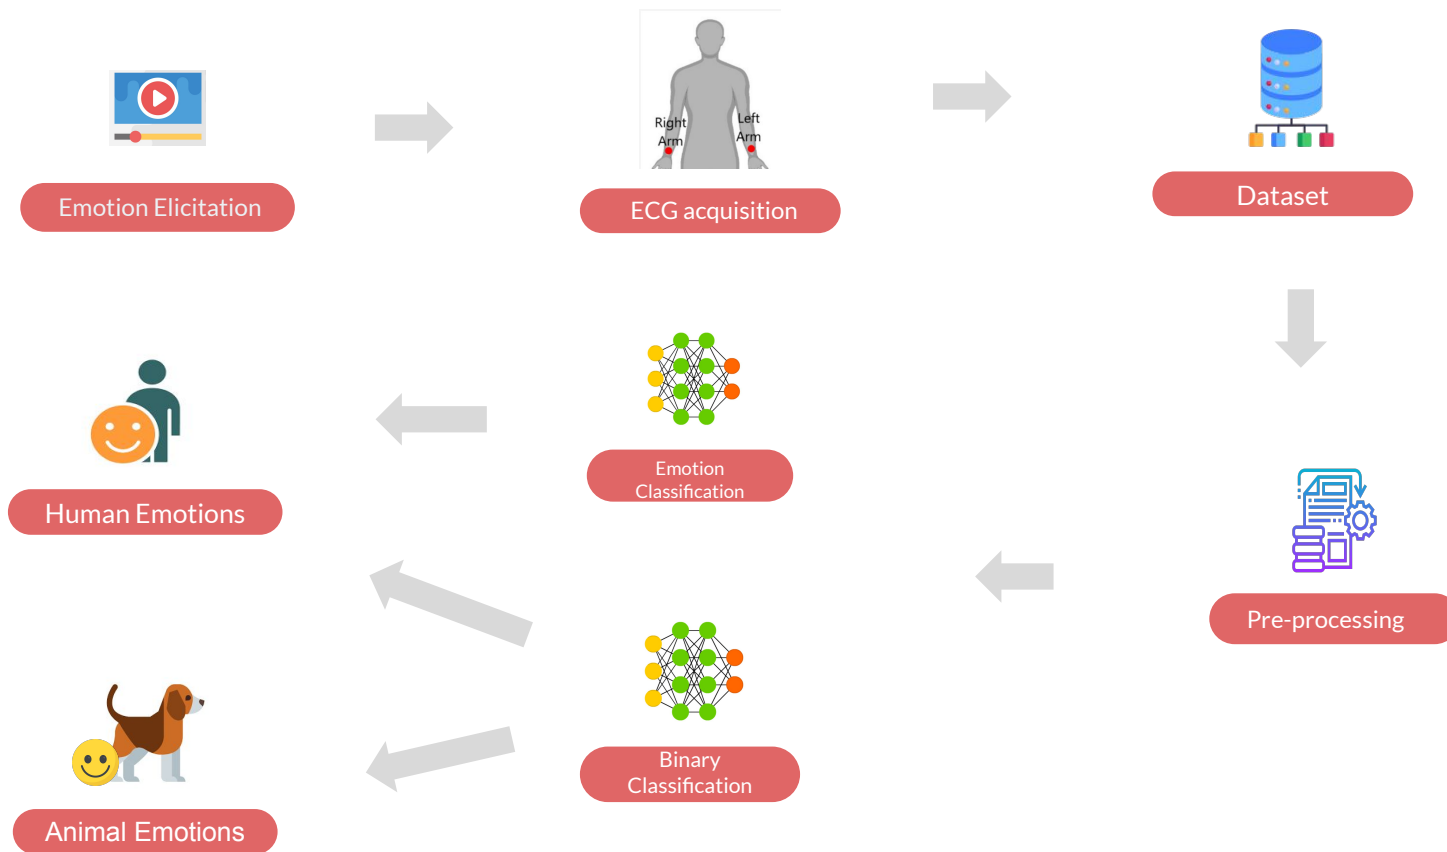 Right
Arm
Left
Arm
Emotion Elicitation
ECG acquisition
Dataset
Emotion
Classification
Human Emotions
Pre-processing
Binary
Classification
Animal Emotions